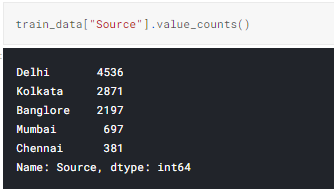 train_data["Source"].value_counts()
Delhi 4536
Kolkata 2871
Banglore 2197
Mumbai 697
Chennai 381
Name: Source, dtype: int64